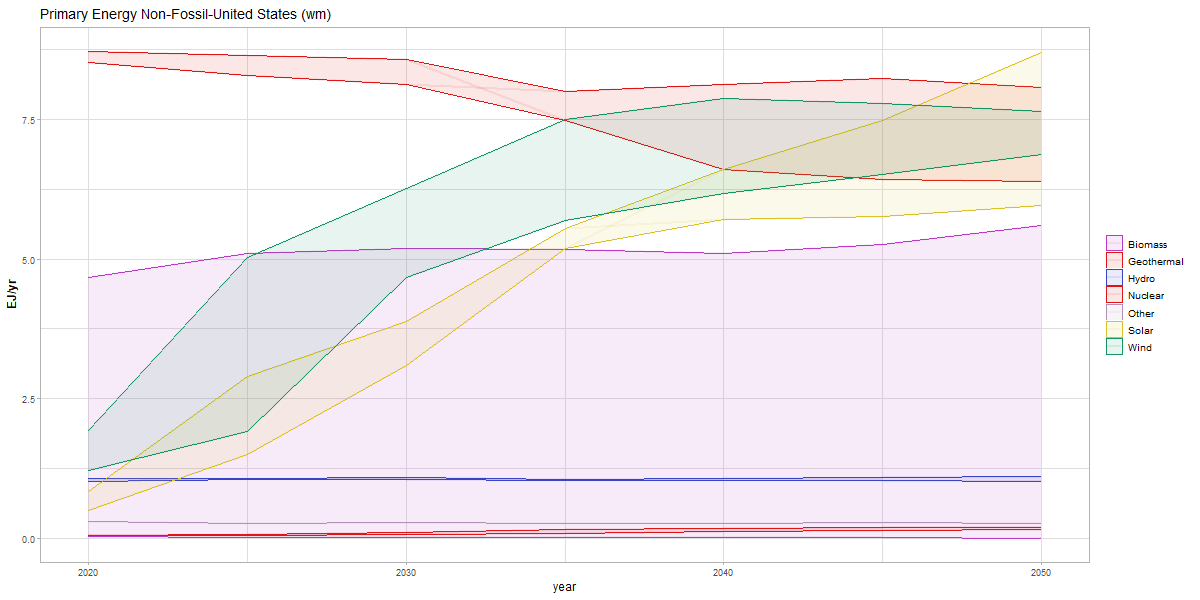 Primary Energy Non-Fossil-United States (wm)
7.5
5.0
2.5
0.0
EJ/yr
2020
2030
2040
2050
year
Biomass
Geothermal
Hydro
Nuclear
Other
Solar
Wind